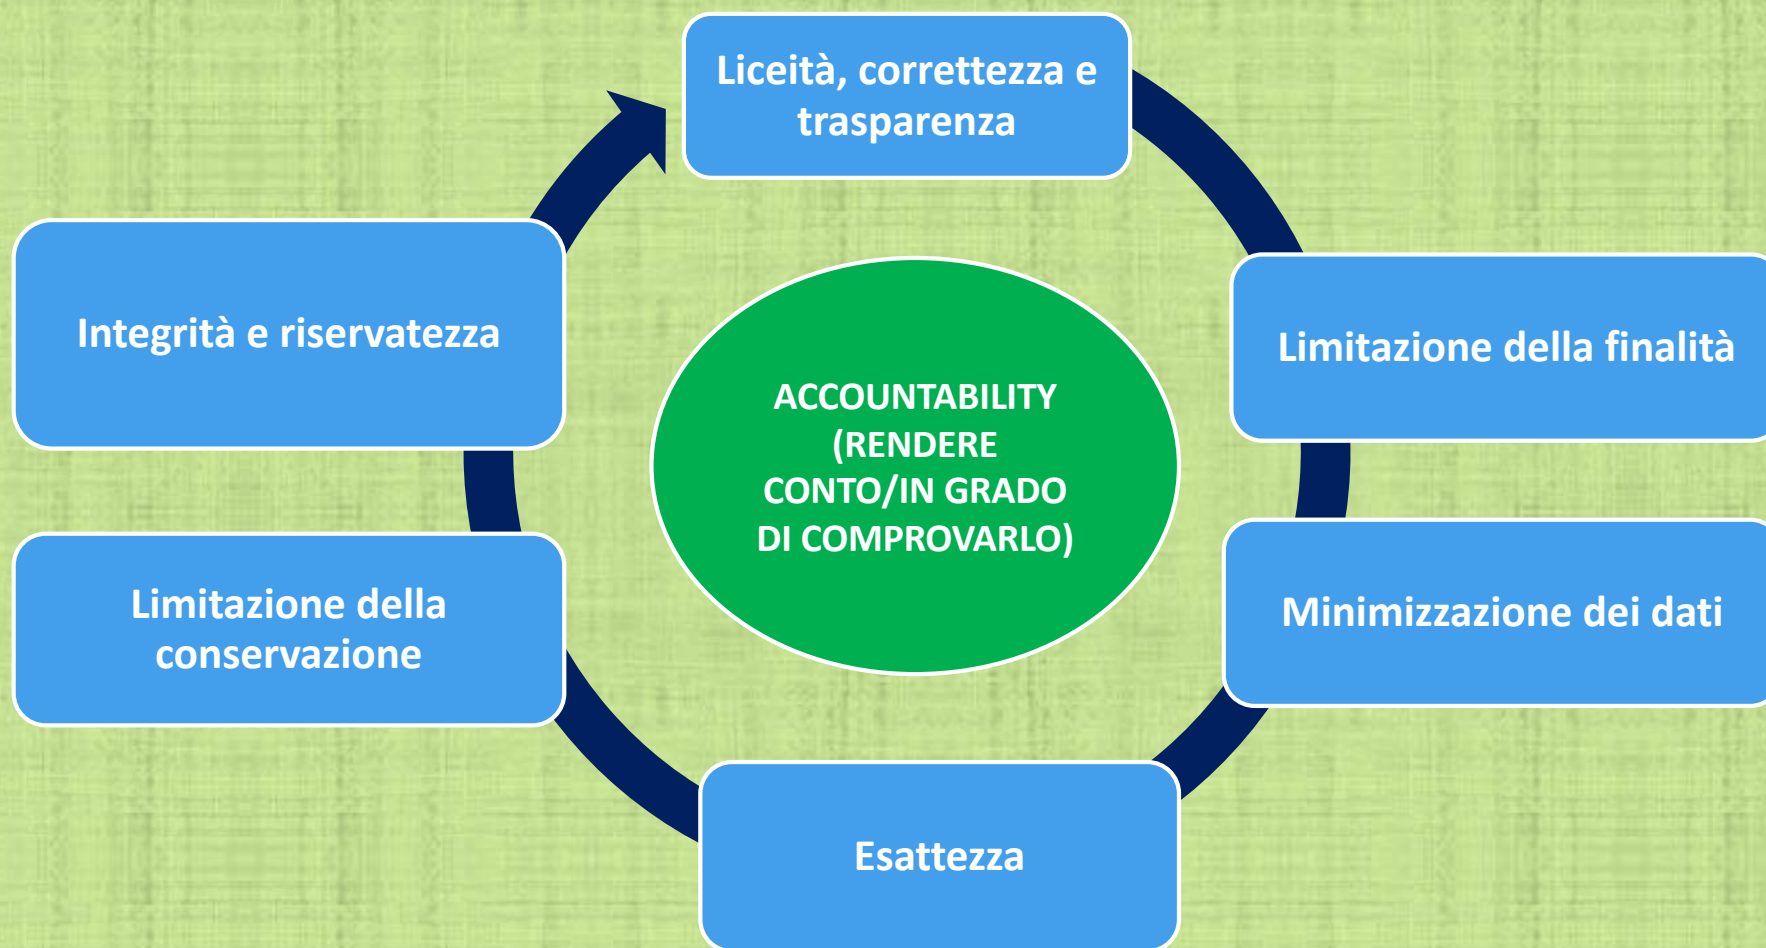 Liceità, correttezza e
trasparenza
Limitazione della finalità
Minimizzazione dei dati
Esattezza
Limitazione della
conservazione
Integrità e riservatezza
ACCOUNTABILITY
(RENDERE
CONTO/IN GRADO
DI COMPROVARLO)